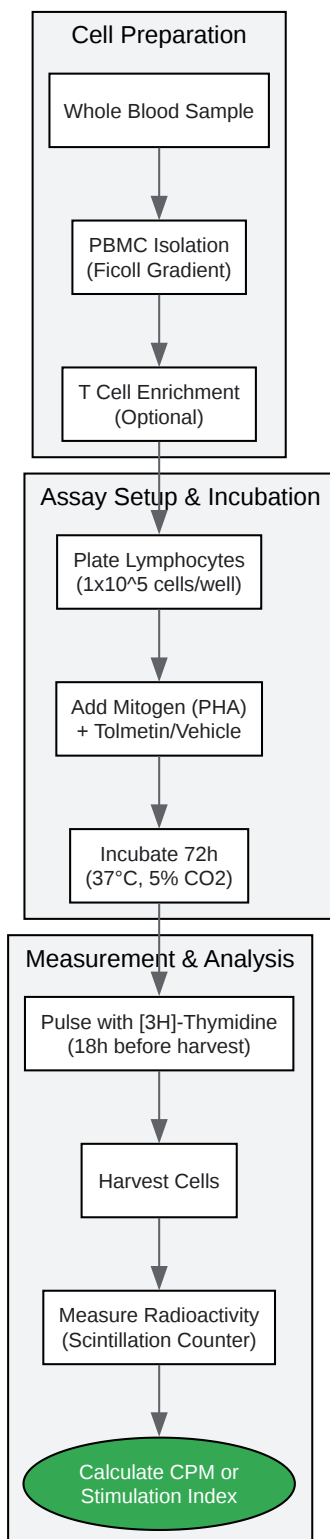 Cell Preparation
Whole Blood Sample
PBMC Isolation
(Ficoll Gradient)
T Cell Enrichment
(Optional)
Assay Setup & Incubation
Plate Lymphocytes
(1x10^5 cells/well)
Add Mitogen (PHA)
+ Tolmetin/Vehicle
Incubate 72h
(37°C, 5% CO2)
Measurement & Analysis
Pulse with [3H]-Thymidine
(18h before harvest)
Harvest Cells
Measure Radioactivity
(Scintillation Counter)
Calculate CPM or
Stimulation Index